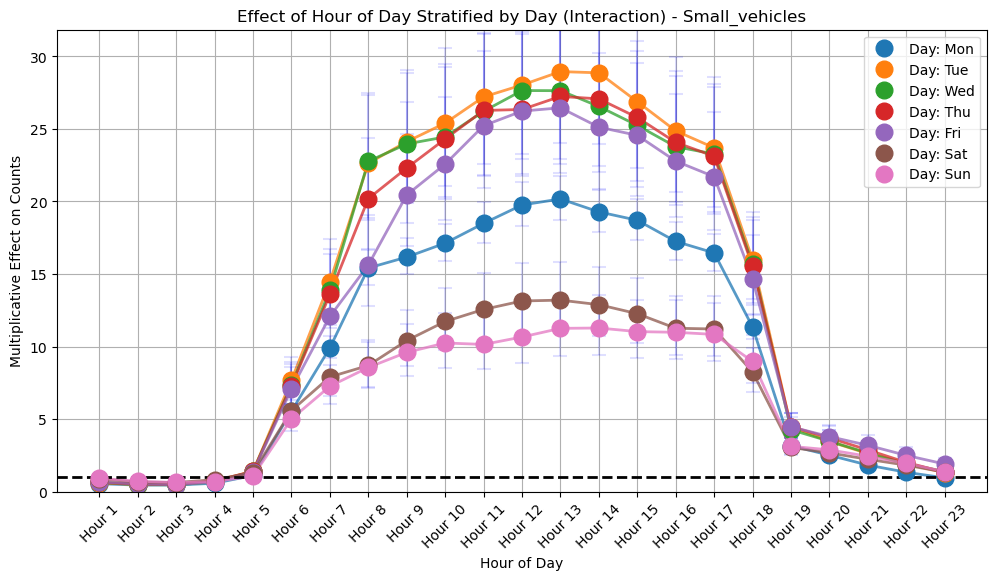 Effect of Hour of Day Stratified by Day (Interaction) - Small_vehicles
Multiplicative Effect on Counts
30
25
20
15
10
5
0
Day: Mon
Day: Tue
Day: Wed
Day: Thu
Day: Fri
Day: Sat
Day: Sun
Hour 1
Hour 2
Hour 3
Hour 4
Hour 5
Hour 6
Hour 7
Hour 8
Hour 9
Hour 10
Hour 11
Hour 12
Hour 13
Hour 14
Hour 15
Hour 16
Hour 17
Hour 18
Hour 19
Hour 20
Hour 21
Hour 22
Hour 23
Hour of Day